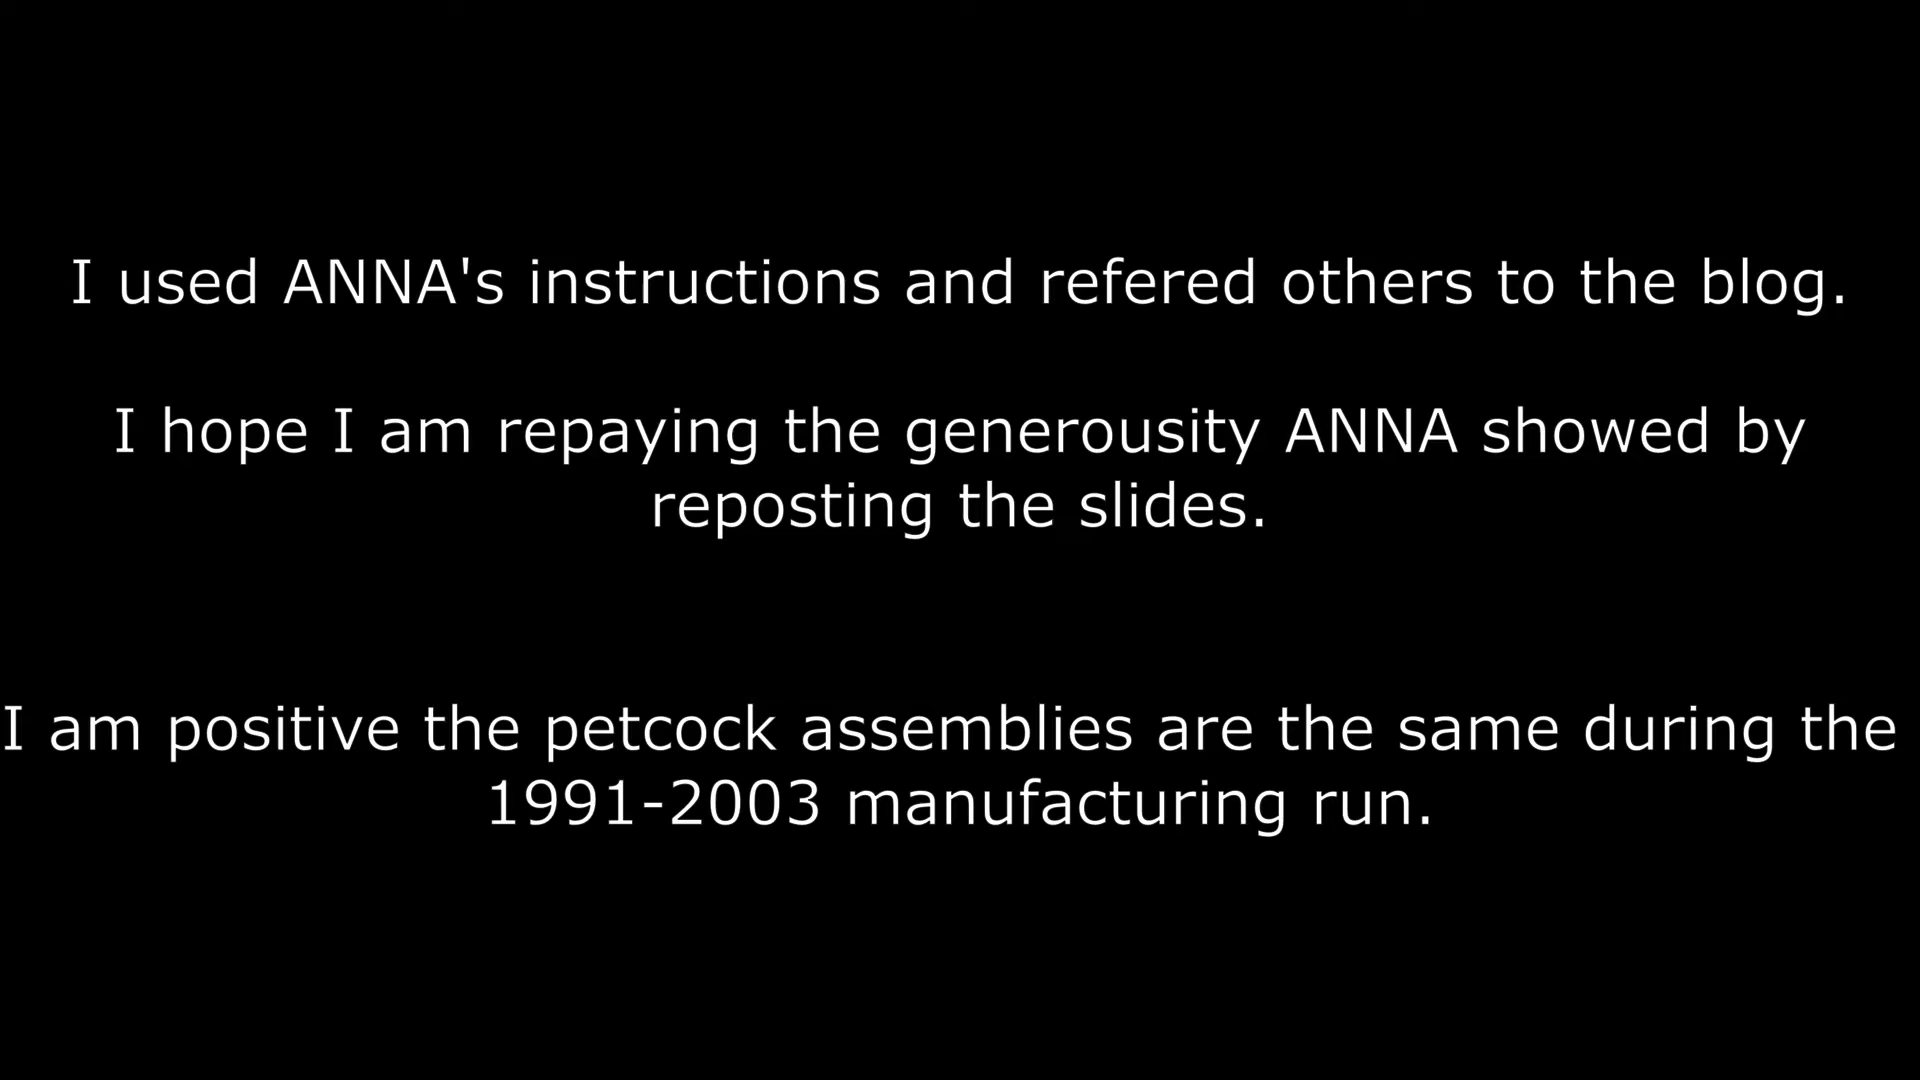 I used ANNA's instructions and refered others to the blog.
I hope I am repaying the generousity ANNA showed by
reposting the slides.
I am positive the petcock assemblies are the same during the
1991-2003 manufacturing run.